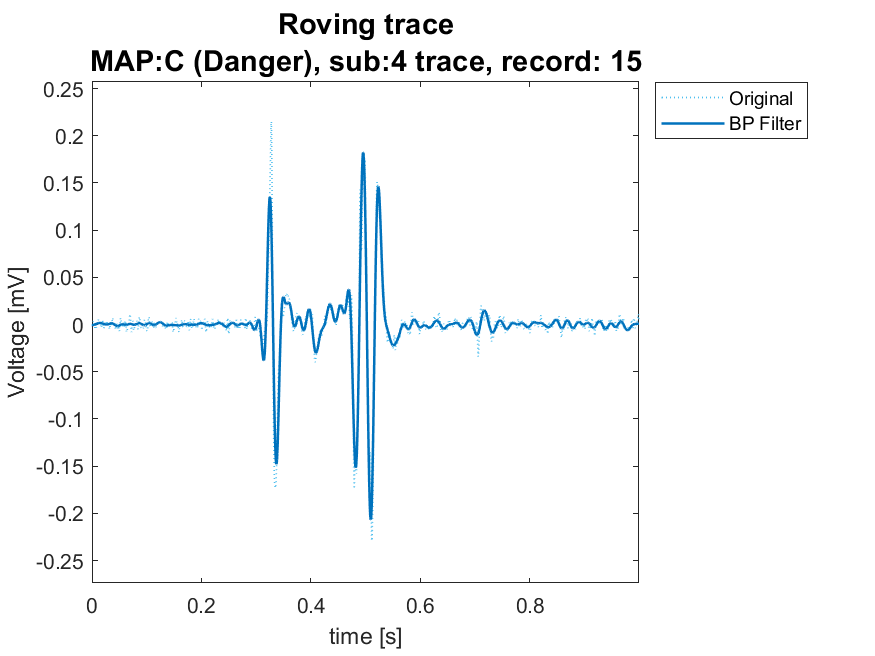 Roving trace
MAP:C (Danger), sub:4 trace, record: 15
Original
BP Filter
0.25
0.2
0.15
0.1
0.05
0
-0.05
-0.1
-0.15
-0.2
-0.25
Voltage [mV]
0 0.2 0.4 0.6 0.8
time [s]